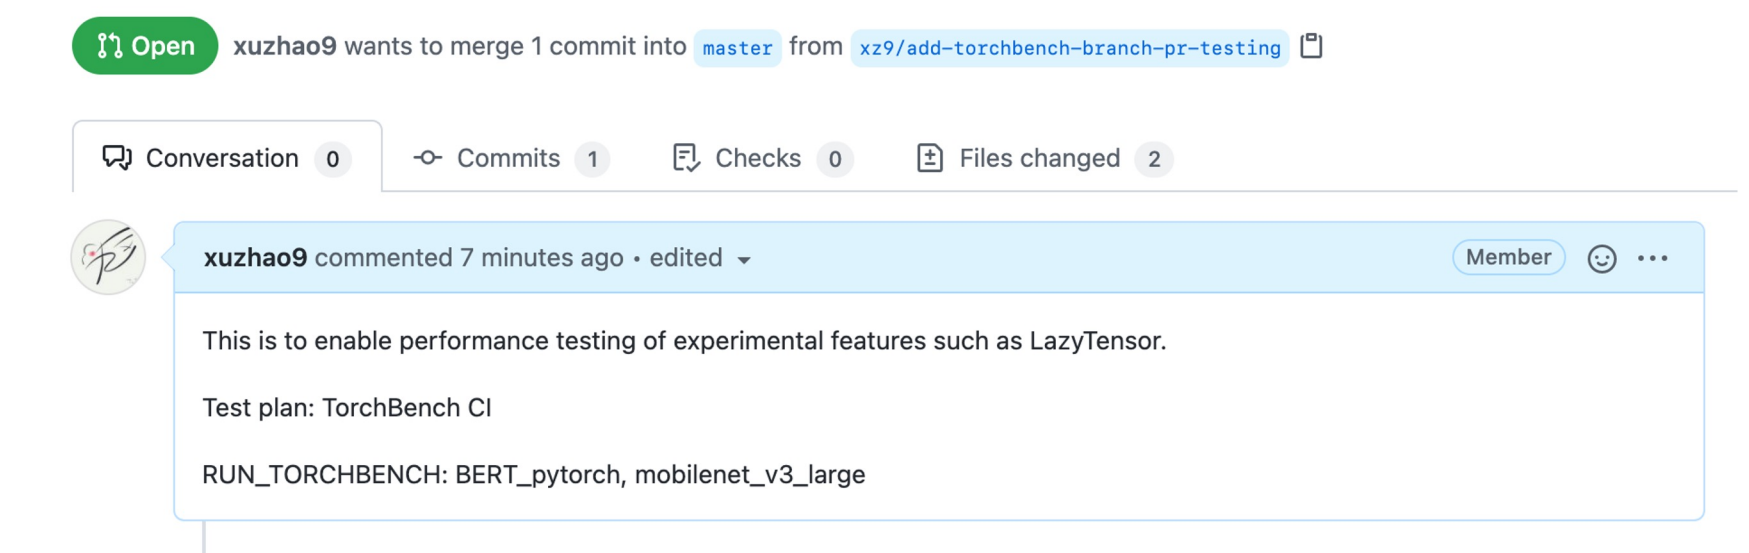 Open xuzhao9 wants to merge 1 commit into master from xz9/add-torchbench-branch-pr-testing
Conversation 0 Commits 1 Checks 0 Files changed 2
xuzhao9 commented 7 minutes ago • edited Member
This is to enable performance testing of experimental features such as LazyTensor.
Test plan: TorchBench CI
RUN_TORCHBENCH: BERT_pytorch, mobilenet_v3_large